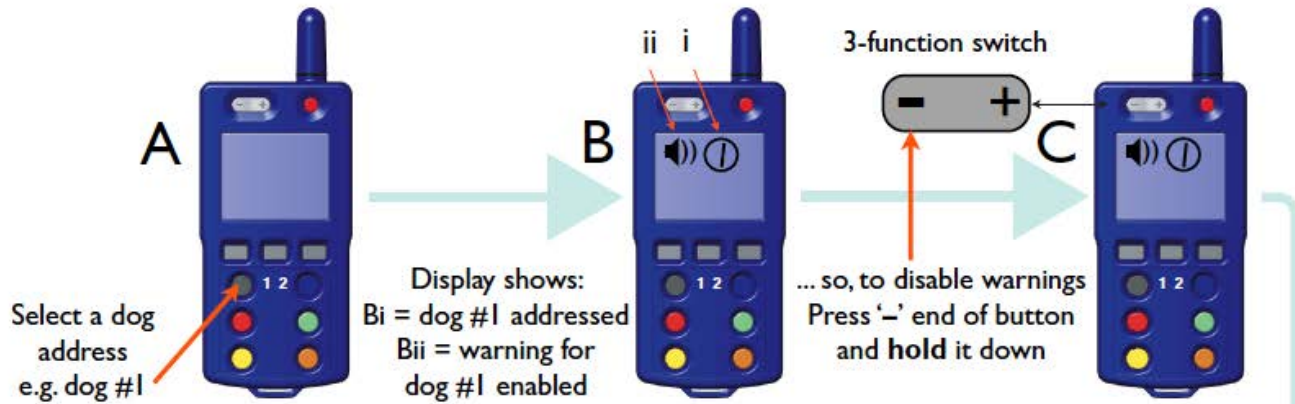 ii i
3-function switch
- +
A
B
C
1 2
1 2
1 2
Select a dog
address
e.g. dog #1
Display shows:
Bi = dog #1 addressed
Bii = warning for
dog #1 enabled
... so, to disable warnings
Press ‘–’ end of button
and hold it down